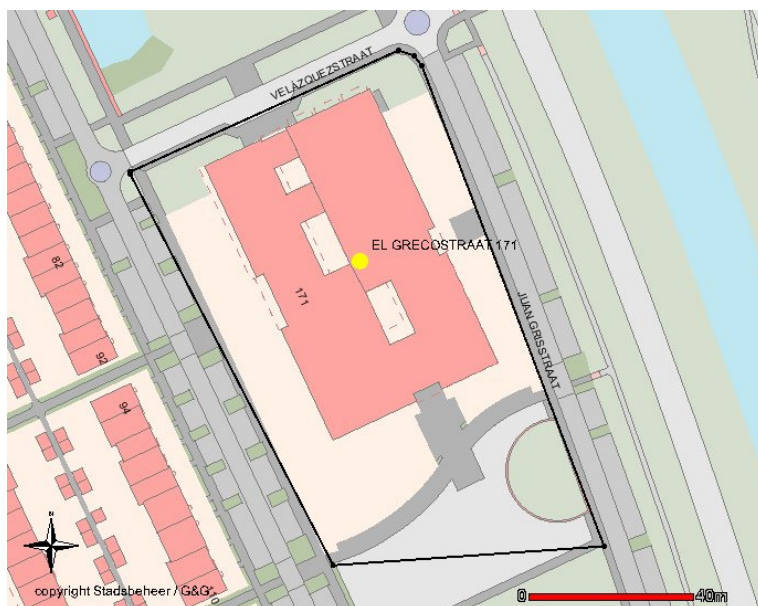 VELÁZQUEZSTRAAT
EL GRECOSTRAAT 171
82
171
JUAN GRISSTRAAT
92
94
N
copyright Stadsbeheer / G&G*
0 40m